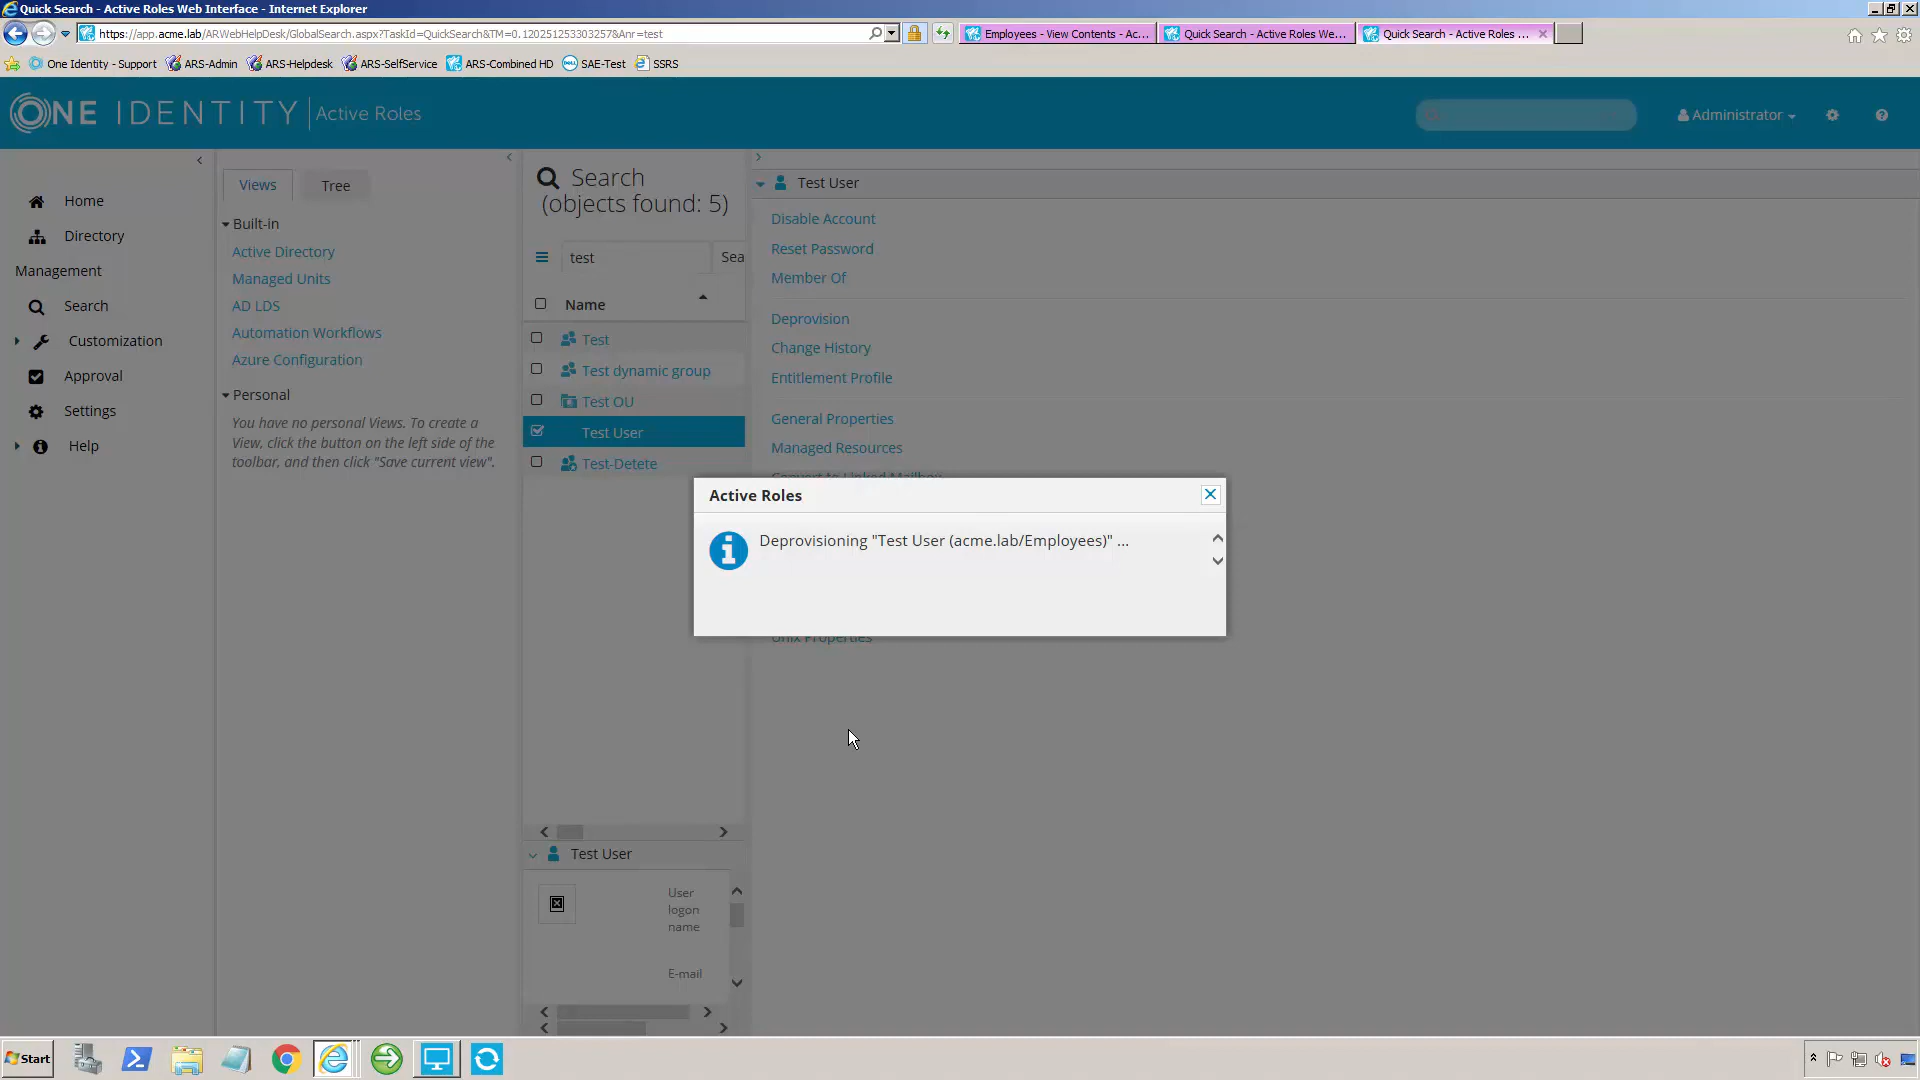 Quick Search - Active Roles Web Interface - Internet Explorer
https://app.acme.lab/ARWebHelpDesk/GlobalSearch.aspx?TaskId=QuickSearch&TM=0.120251253303257&Anr=test
Employees - View Contents - Ac...
Quick Search - Active Roles We...
Quick Search - Active Roles ...
One Identity - Support
ARS-Admin
ARS-Helpdesk
ARS-SelfService
ARS-Combined HD
SAE-Test
SSRS
ONE IDENTITY
Active Roles
Administrator
Home
Directory
Management
Search
Customization
Approval
Settings
Help
Views
Tree
Built-in
Active Directory
Managed Units
AD LDS
Automation Workflows
Azure Configuration
Personal
You have no personal Views. To create a
View, click the button on the left side of the
toolbar, and then click "Save current view".
Search
(objects found: 5)
test
Sea
Name
Test
Test dynamic group
Test OU
Test User
Test-Detete
Test User
User
logon
name
E-mail
Test User
Disable Account
Reset Password
Member Of
Deprovision
Change History
Entitlement Profile
General Properties
Managed Resources
Convert to Linked Mailbox
Active Roles
Deprovisioning "Test User (acme.lab/Employees)" ...
Unix Properties
Start